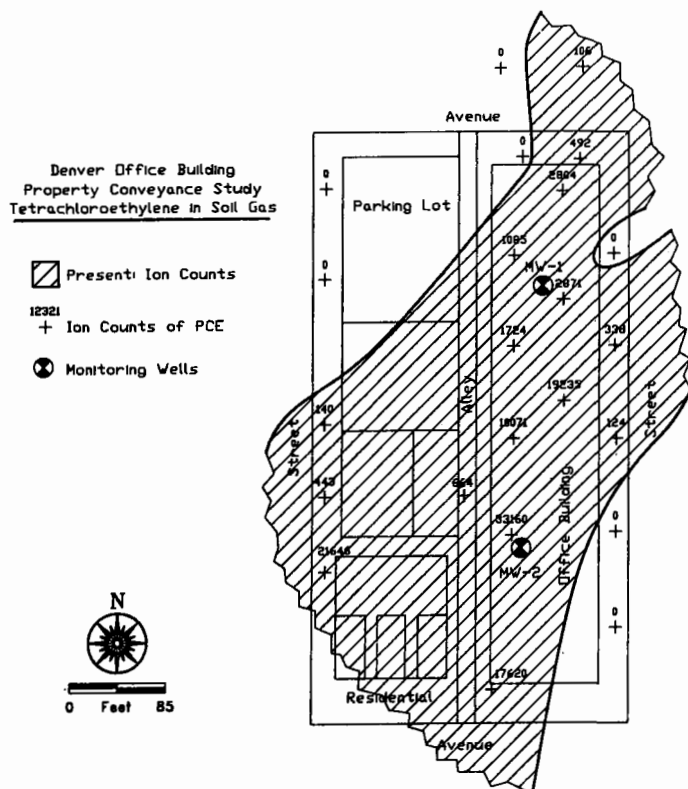 0
106
Avenue
Denver Office Building
Property Conveyance Study
Tetrachloroethylene in Soil Gas
0
492
0
2804
Parking Lot
Present: Ion Counts
1085
0
MW-1
2871
0
12321
Ion Counts of PCE
1724
338
Monitoring Wells
Alley
19235
Street
140
18071
124
Street
443
664
33160
0
Office Building
21646
MW-2
N
0
17620
0 Feet 85
Residential
Avenue